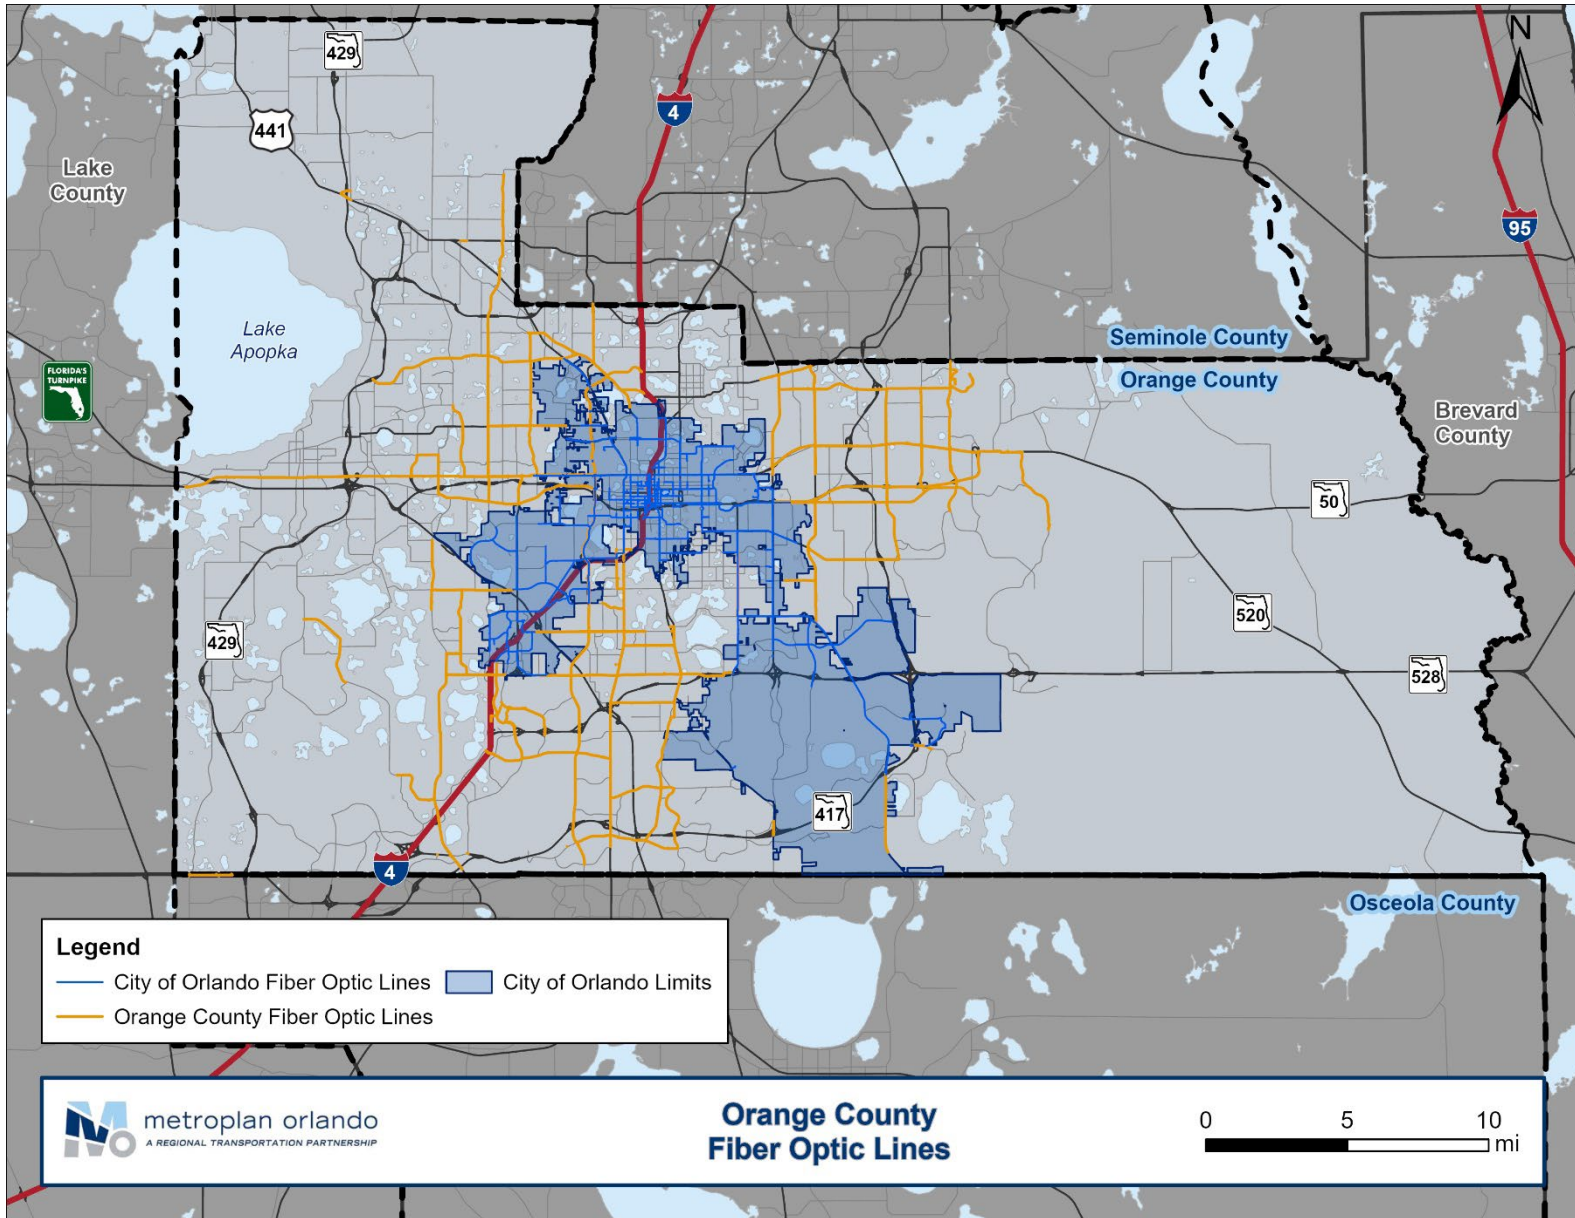 N
429
4
441
Lake
County
95
Lake
Apopka
Seminole County
FLORIDA'S
TURNPIKE
Orange County
Brevard
County
50
520
429
528
417
4
Osceola County
Legend
City of Orlando Fiber Optic Lines
City of Orlando Limits
Orange County Fiber Optic Lines
metroplan orlando
A REGIONAL TRANSPORTATION PARTNERSHIP
Orange County
Fiber Optic Lines
0 5 10
mi